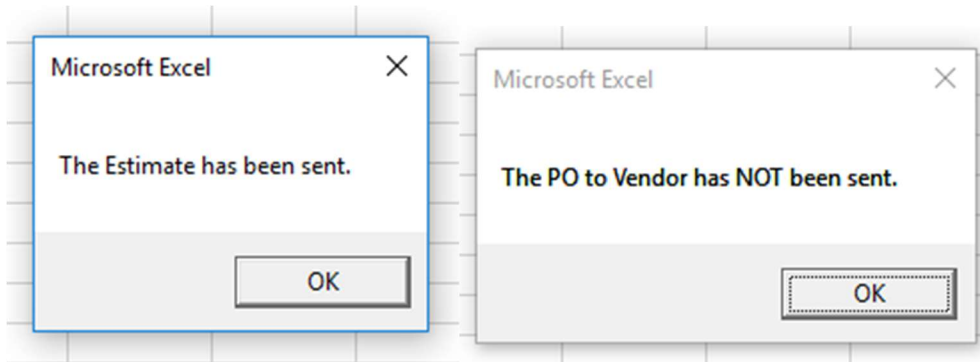 Microsoft Excel
The Estimate has been sent.
OK
Microsoft Excel
The PO to Vendor has NOT been sent.
OK